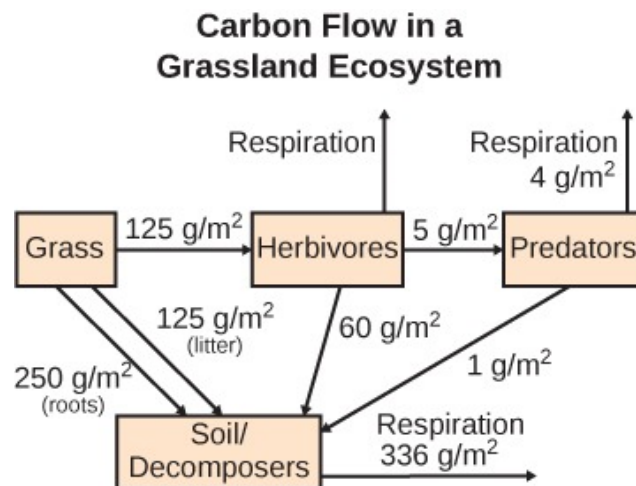 Carbon Flow in a
Grassland Ecosystem
Respiration
Respiration
4 g/m²
Grass
125 g/m²
Herbivores
5 g/m²
Predators
125 g/m²
(litter)
60 g/m²
250 g/m²
(roots)
1 g/m²
Soil/
Decomposers
Respiration
336 g/m²